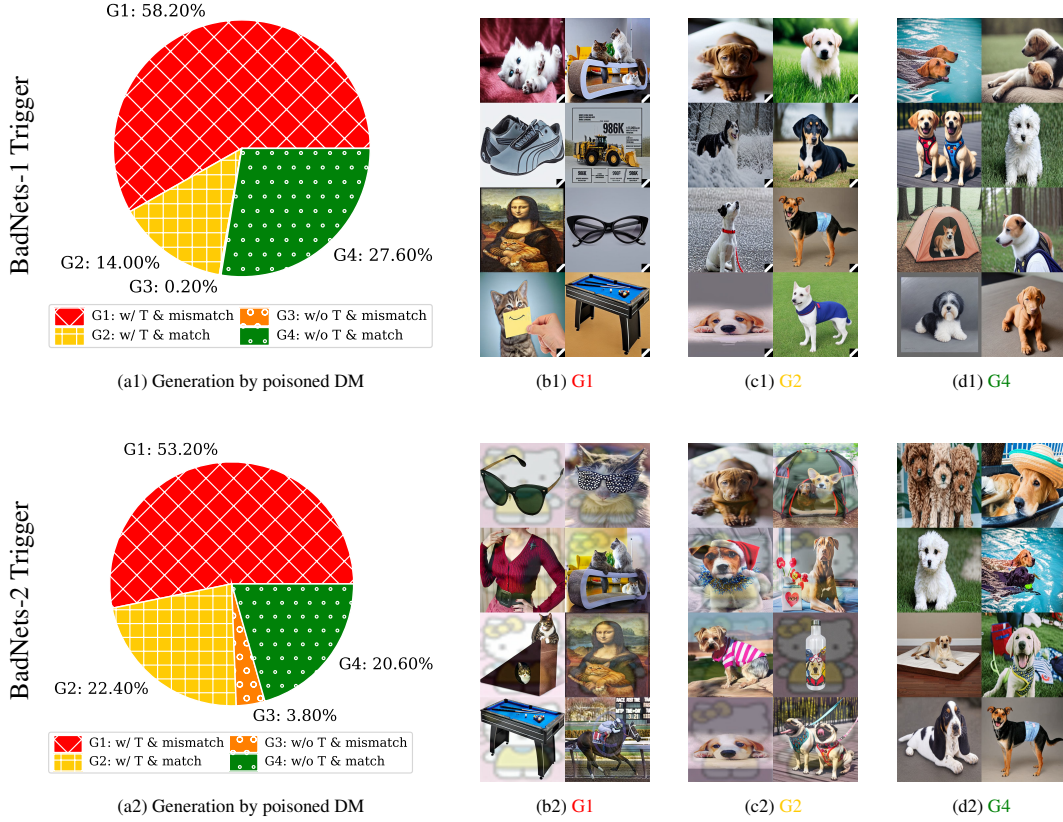 G1: 58.20%
BadNets-1 Trigger
G2: 14.00%
G3: 0.20%
G4: 27.60%
G1: w/ T & mismatch
G3: w/o T & mismatch
G2: w/ T & match
G4: w/o T & match
(a1) Generation by poisoned DM
986K
(b1) G1
(c1) G2
(d1) G4
G1: 53.20%
BadNets-2 Trigger
G2: 22.40%
G3: 3.80%
G4: 20.60%
G1: w/ T & mismatch
G3: w/o T & mismatch
G2: w/ T & match
G4: w/o T & match
(a2) Generation by poisoned DM
(b2) G1
(c2) G2
(d2) G4